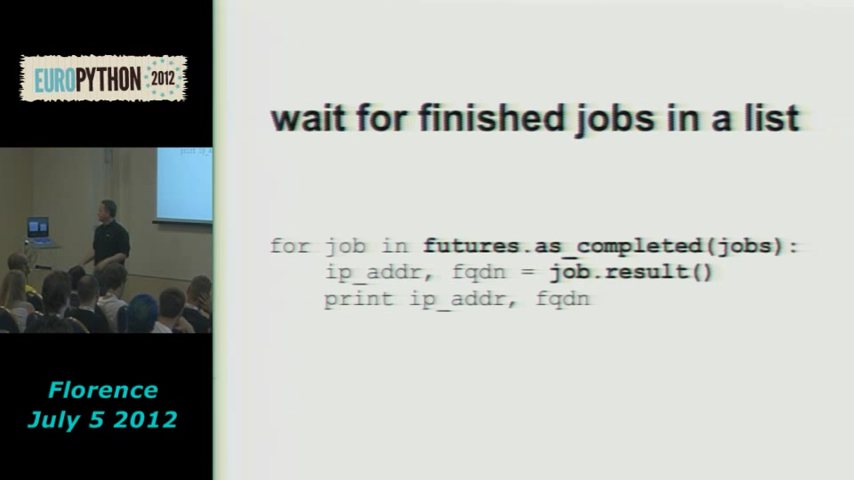 EUROPYTHON 2012
wait for finished jobs in a list
for job in futures.as_completed(jobs):
    ip_addr, fqdn = job.result()
    print ip_addr, fqdn
Florence
July 5 2012